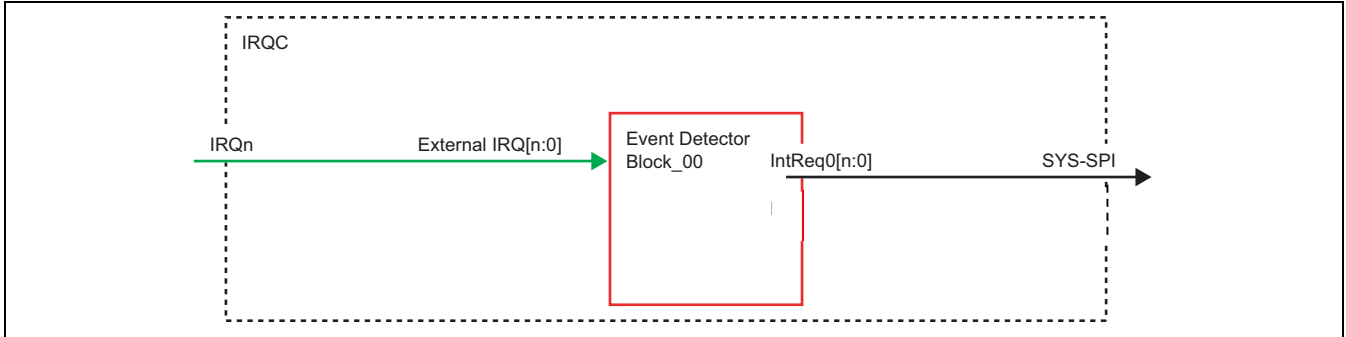 IRQC
IRQn
External IRQ[n:0]
Event Detector
Block_00
IntReq0[n:0]
SYS-SPI